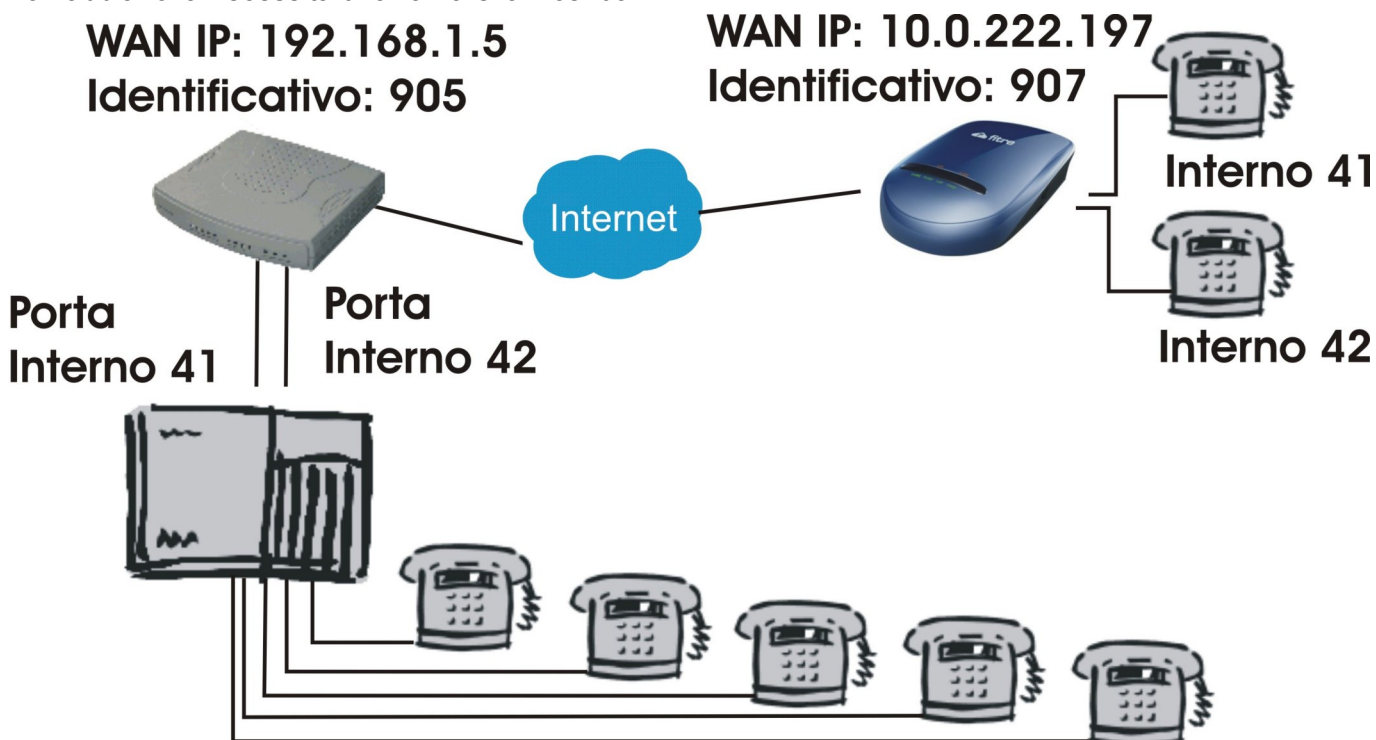 WAN IP: 192.168.1.5
Identificativo: 905
WAN IP: 10.0.222.197
Identificativo: 907
fitre
Interno 41
Internet
Interno 42
Porta
Interno 41
Porta
Interno 42